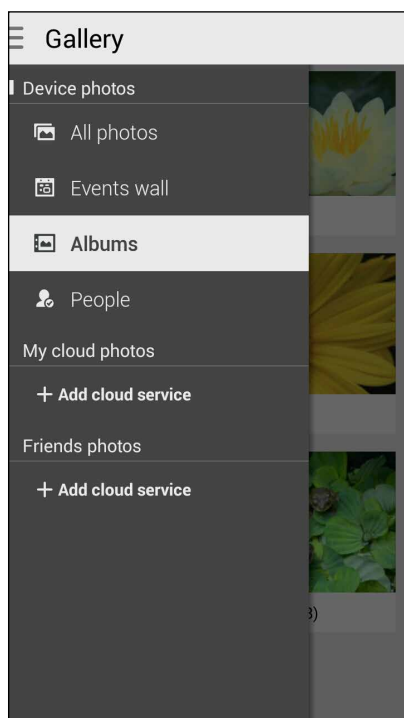 Gallery
Device photos
All photos
Events wall
Albums
People
My cloud photos
+ Add cloud service
Friends photos
+ Add cloud service
3)